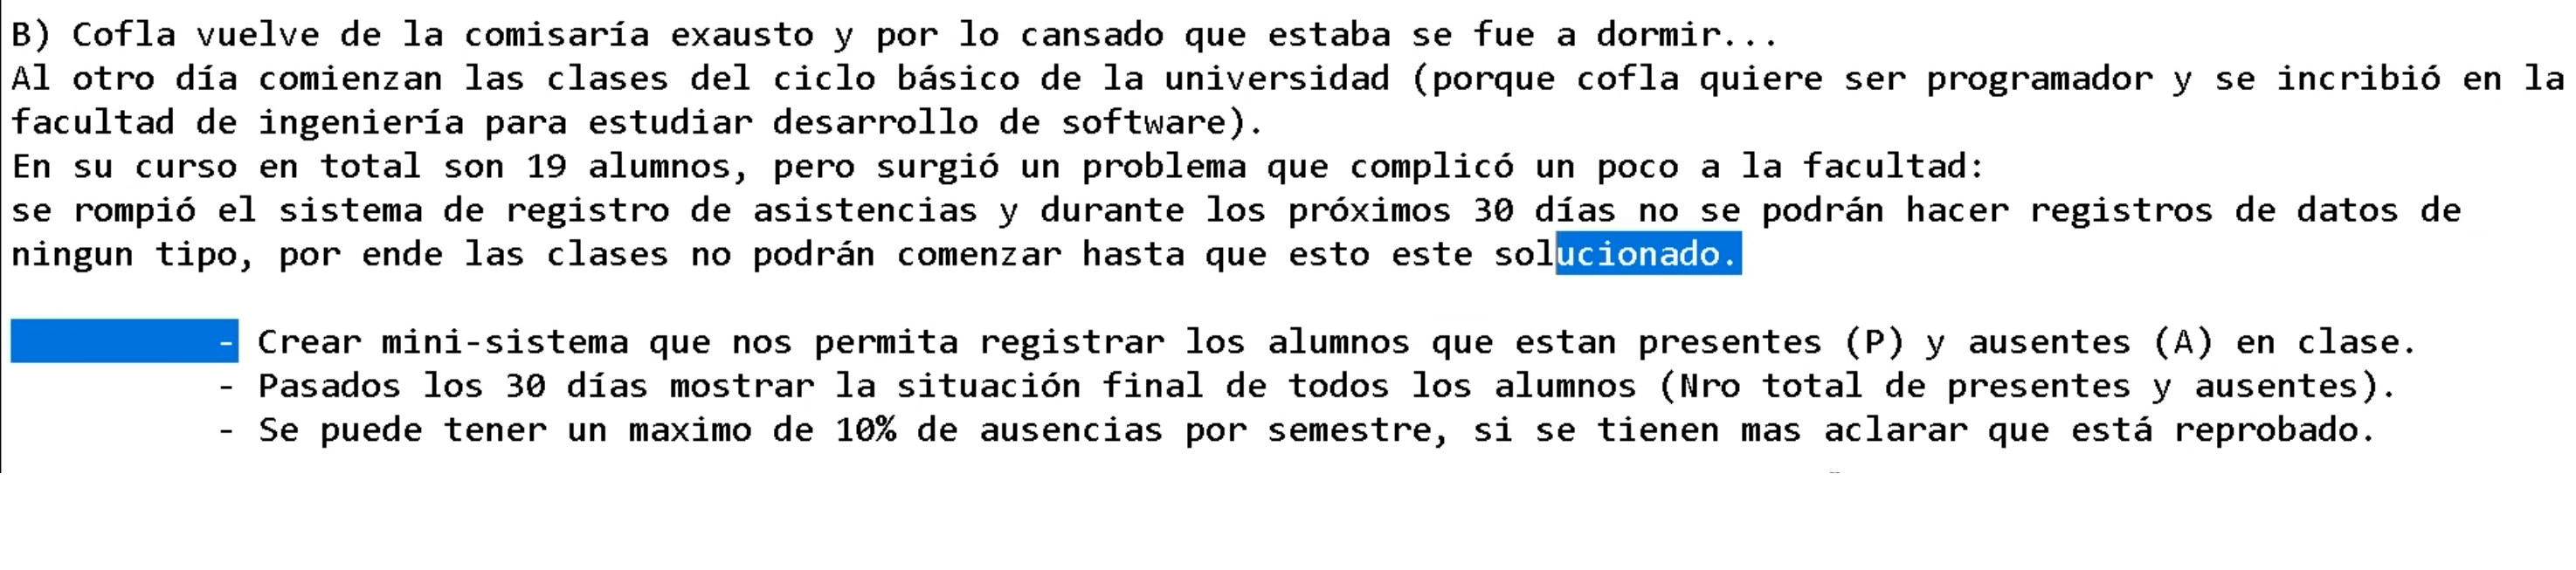 B) Cofla vuelve de la comisaría exausto y por lo cansado que estaba se fue a dormir...
Al otro día comienzan las clases del ciclo básico de la universidad (porque cofla quiere ser programador y se incribió en la
facultad de ingeniería para estudiar desarrollo de software).
En su curso en total son 19 alumnos, pero surgió un problema que complicó un poco a la facultad:
se rompió el sistema de registro de asistencias y durante los próximos 30 días no se podrán hacer registros de datos de
ningun tipo, por ende las clases no podrán comenzar hasta que esto este solucionado.
- Crear mini-sistema que nos permita registrar los alumnos que estan presentes (P) y ausentes (A) en clase.
- Pasados los 30 días mostrar la situación final de todos los alumnos (Nro total de presentes y ausentes).
- Se puede tener un maximo de 10% de ausencias por semestre, si se tienen mas aclarar que está reprobado.